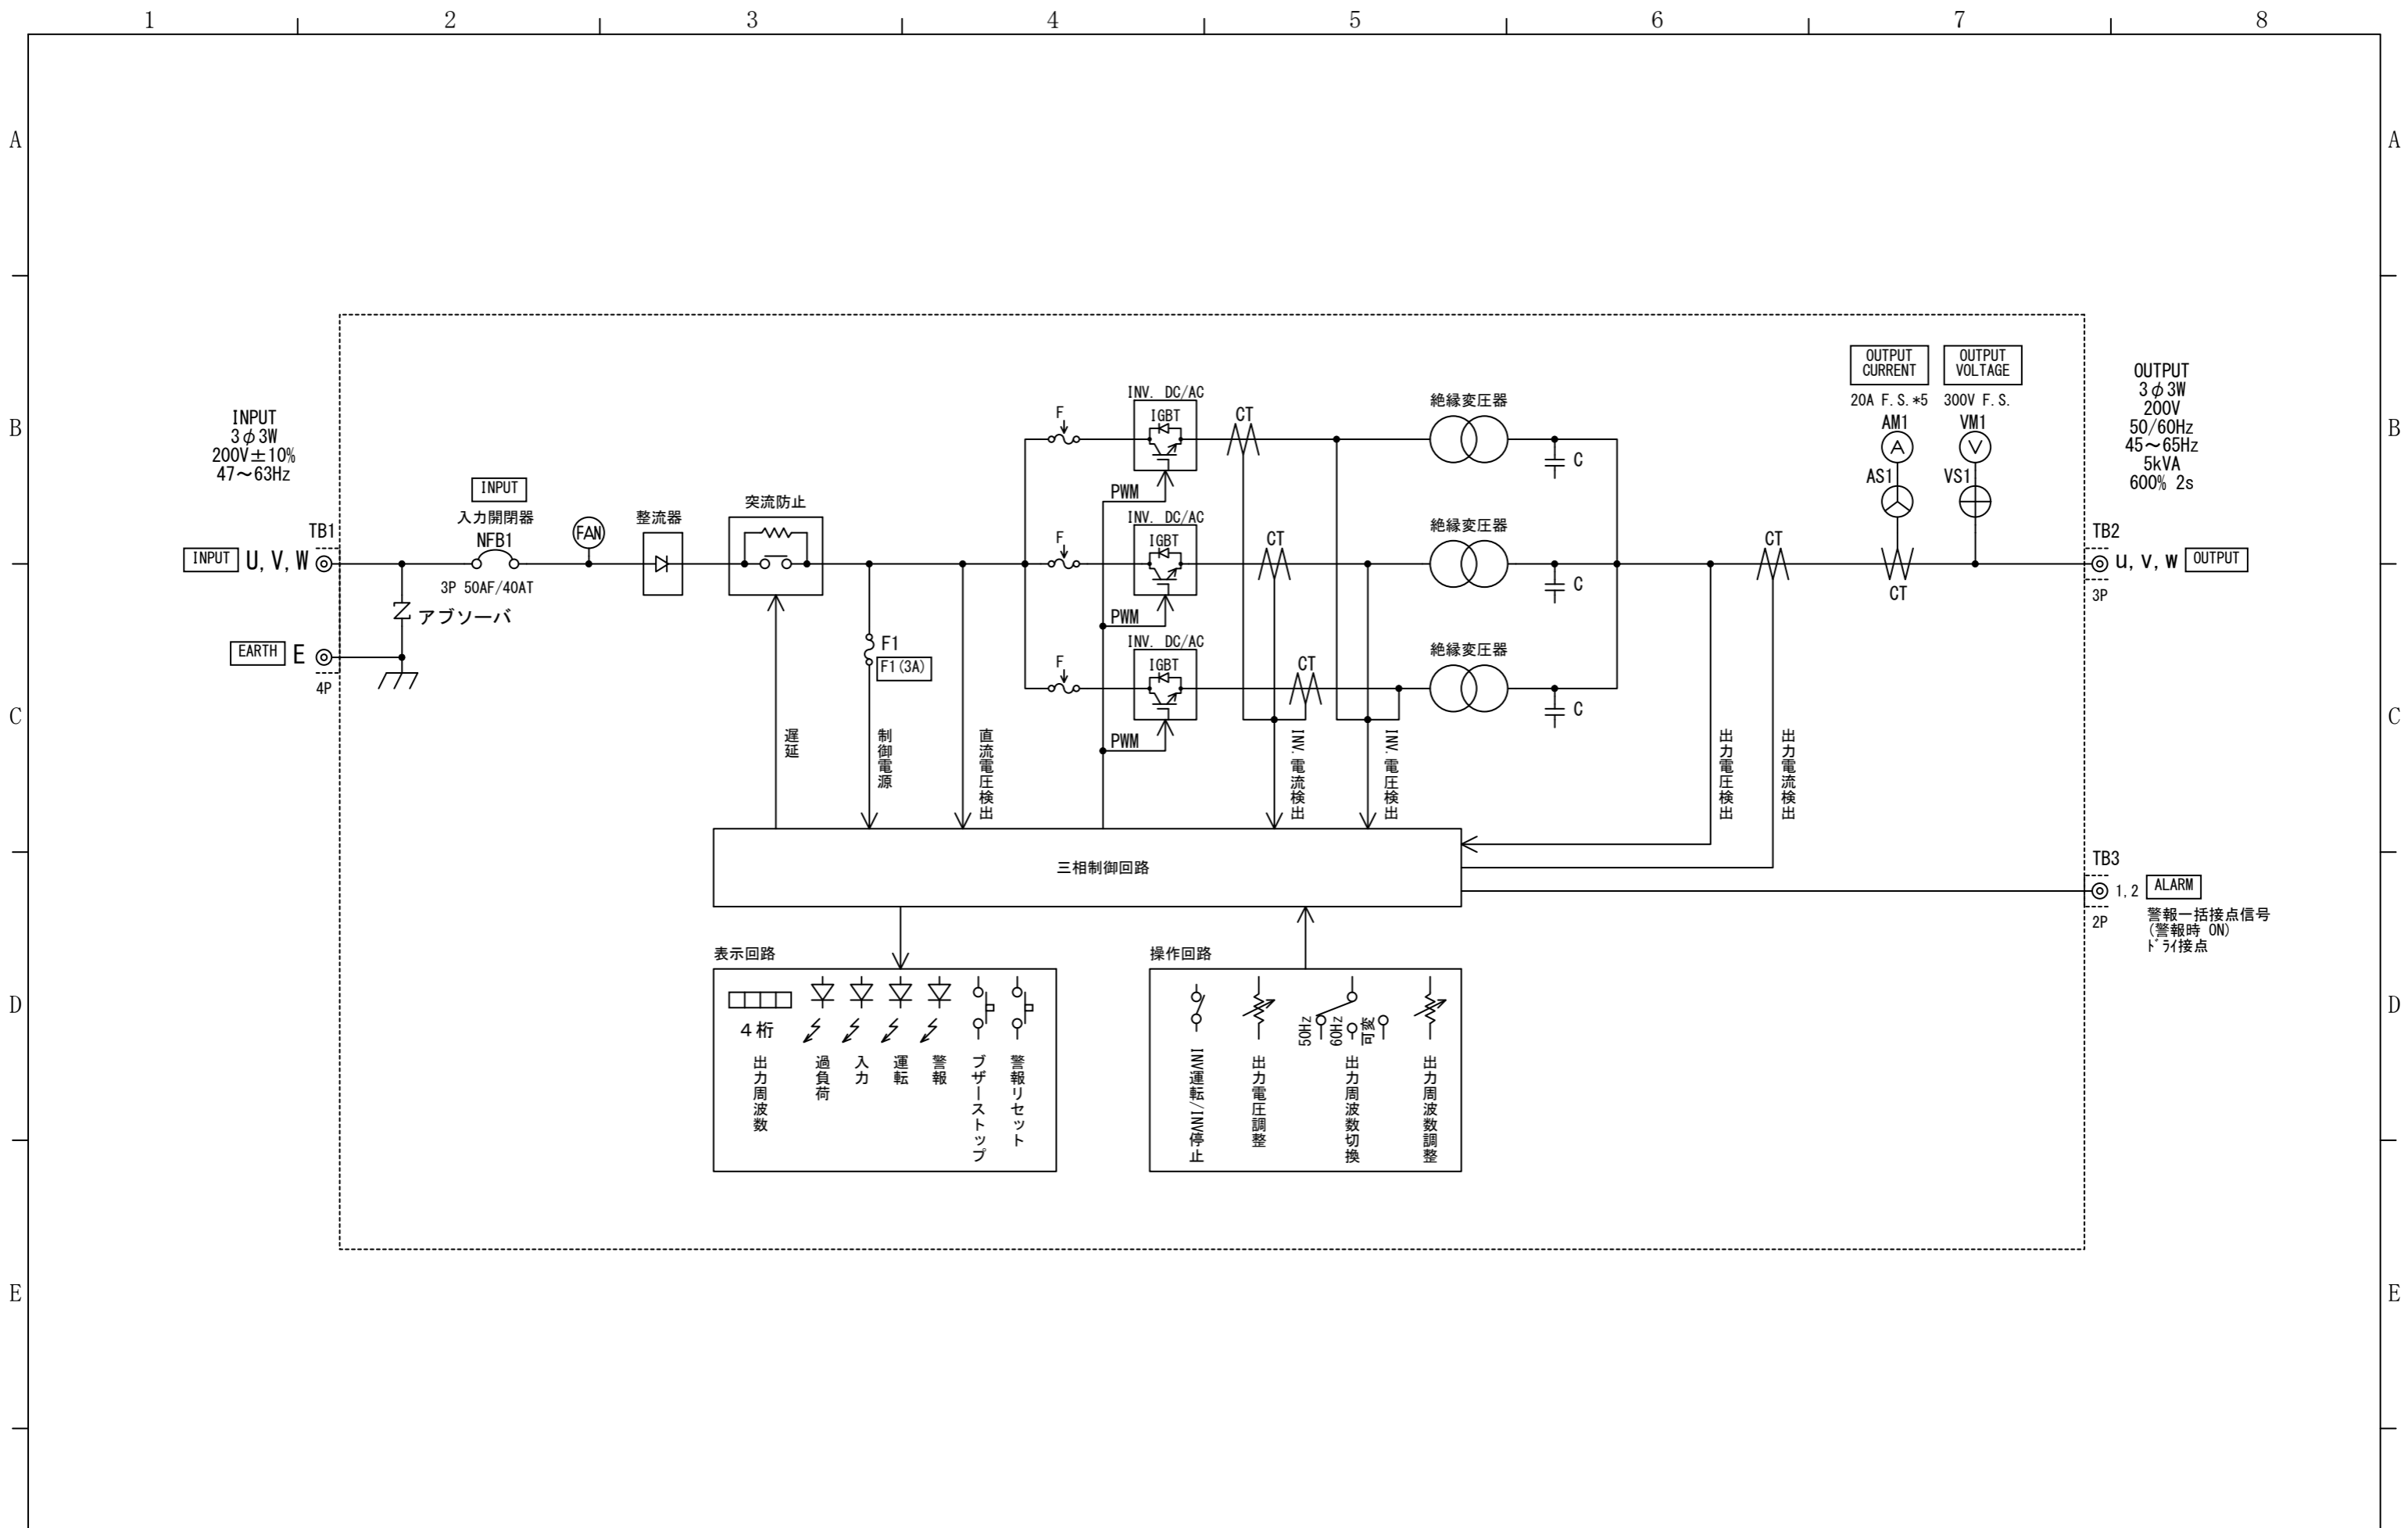 1 2 3 4 5 6 7 8
A A
B B
C C
D D
E E
INPUT
3φ3W
200V±10%
47～63Hz
TB1
INPUT U,V,W
EARTH E
4P
アブソーバ
INPUT
入力開閉器
NFB1
3P 50AF/40AT
FAN
整流器
突流防止
F1
F1(3A)
遅延
制御電源
直流電圧検出
F
INV. DC/AC
IGBT
PWM
CT
絶縁変圧器
C
F
INV. DC/AC
IGBT
PWM
CT
絶縁変圧器
C
F
INV. DC/AC
IGBT
PWM
CT
絶縁変圧器
C
INV.電流検出
INV.電圧検出
出力電圧検出
出力電流検出
CT
OUTPUT
CURRENT
20A F.S.*5
AM1
A
AS1
CT
OUTPUT
VOLTAGE
300V F.S.
VM1
V
VS1
OUTPUT
3φ3W
200V
50/60Hz
45～65Hz
5kVA
600% 2s
TB2
u,v,w OUTPUT
3P
三相制御回路
TB3
1,2 ALARM
2P
警報一括接点信号
(警報時 ON)
ﾄﾞﾗｲ接点
表示回路
4桁
出力周波数
過負荷
入力
運転
警報
ブザーストップ
警報リセット
操作回路
INV運転/INV停止
出力電圧調整
50Hz
60Hz
可変
出力周波数切換
出力周波数調整